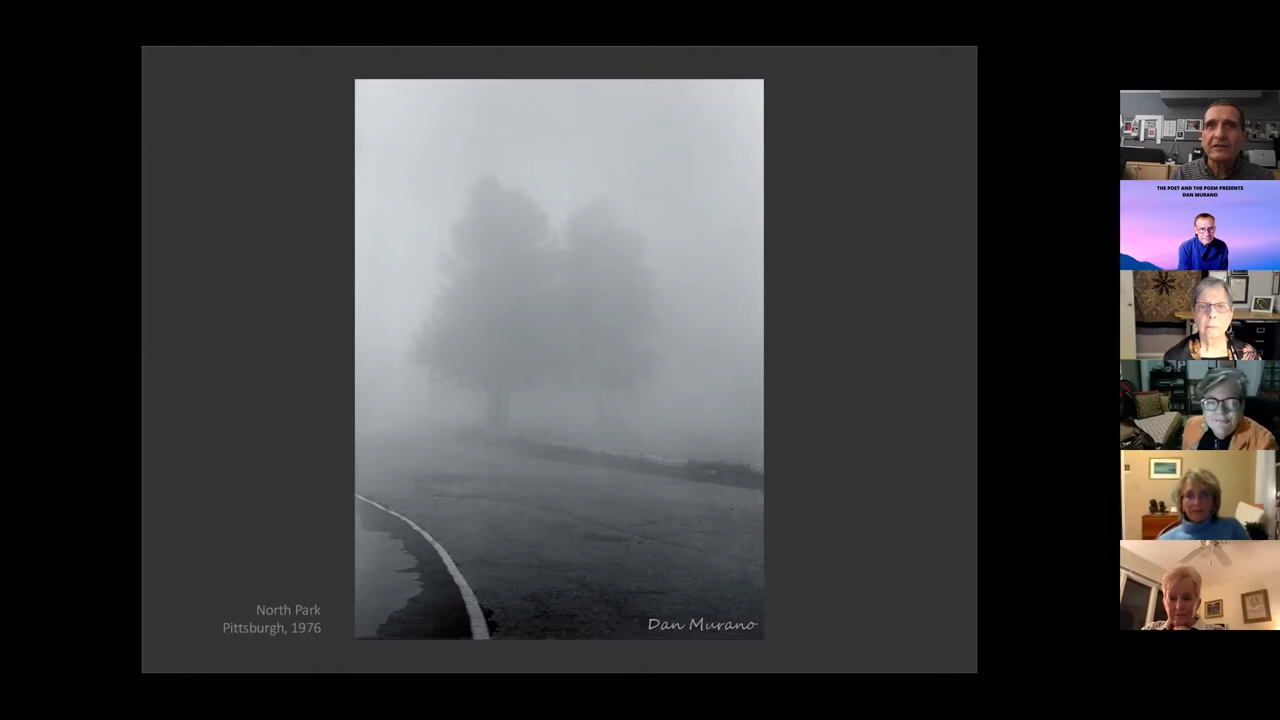 North Park
Pittsburgh, 1976
Dan Murano
THE POET AND THE POEM PRESENTS
DAN MURANO